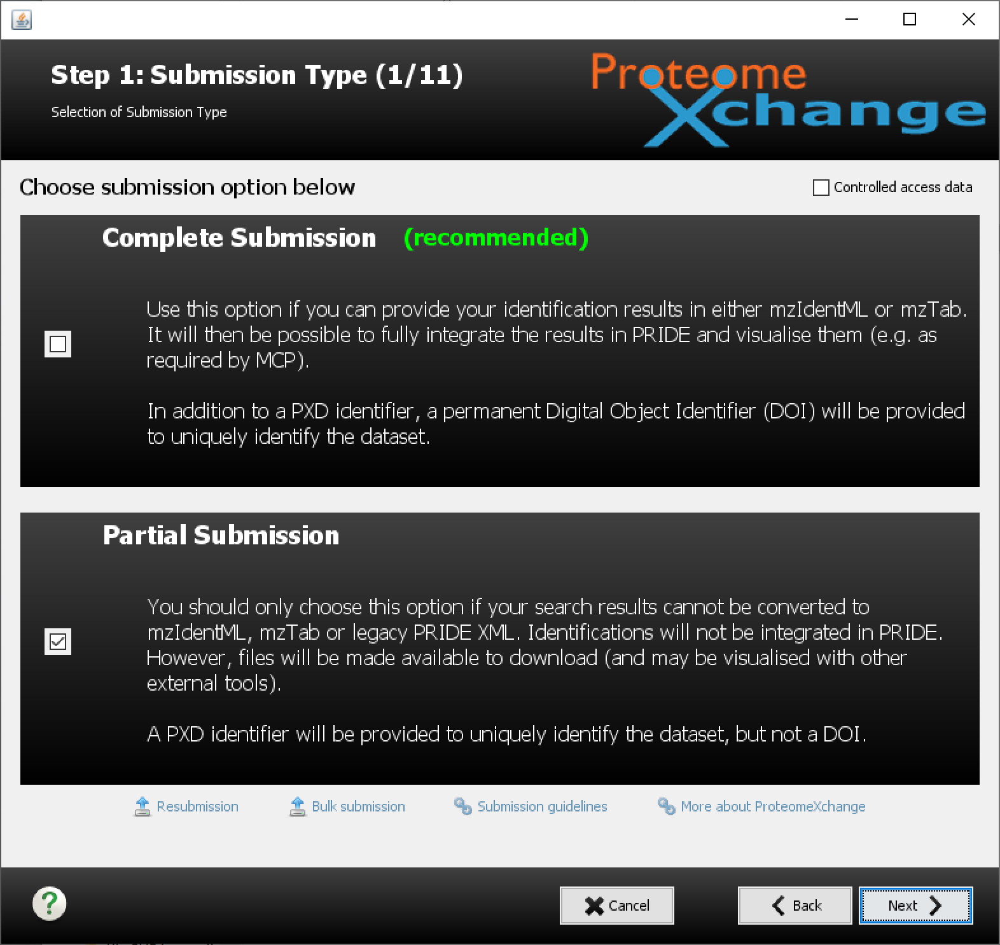 Step 1: Submission Type (1/11)
Selection of Submission Type
Proteome
Xchange
Choose submission option below
Controlled access data
Complete Submission (recommended)
Use this option if you can provide your identification results in either mzIdentML or mzTab.
It will then be possible to fully integrate the results in PRIDE and visualise them (e.g. as
required by MCP).
In addition to a PXD identifier, a permanent Digital Object Identifier (DOI) will be provided
to uniquely identify the dataset.
Partial Submission
You should only choose this option if your search results cannot be converted to
mzIdentML, mzTab or legacy PRIDE XML. Identifications will not be integrated in PRIDE.
However, files will be made available to download (and may be visualised with other
external tools).
A PXD identifier will be provided to uniquely identify the dataset, but not a DOI.
Resubmission
Bulk submission
Submission guidelines
More about ProteomeXchange
?
Cancel
Back
Next